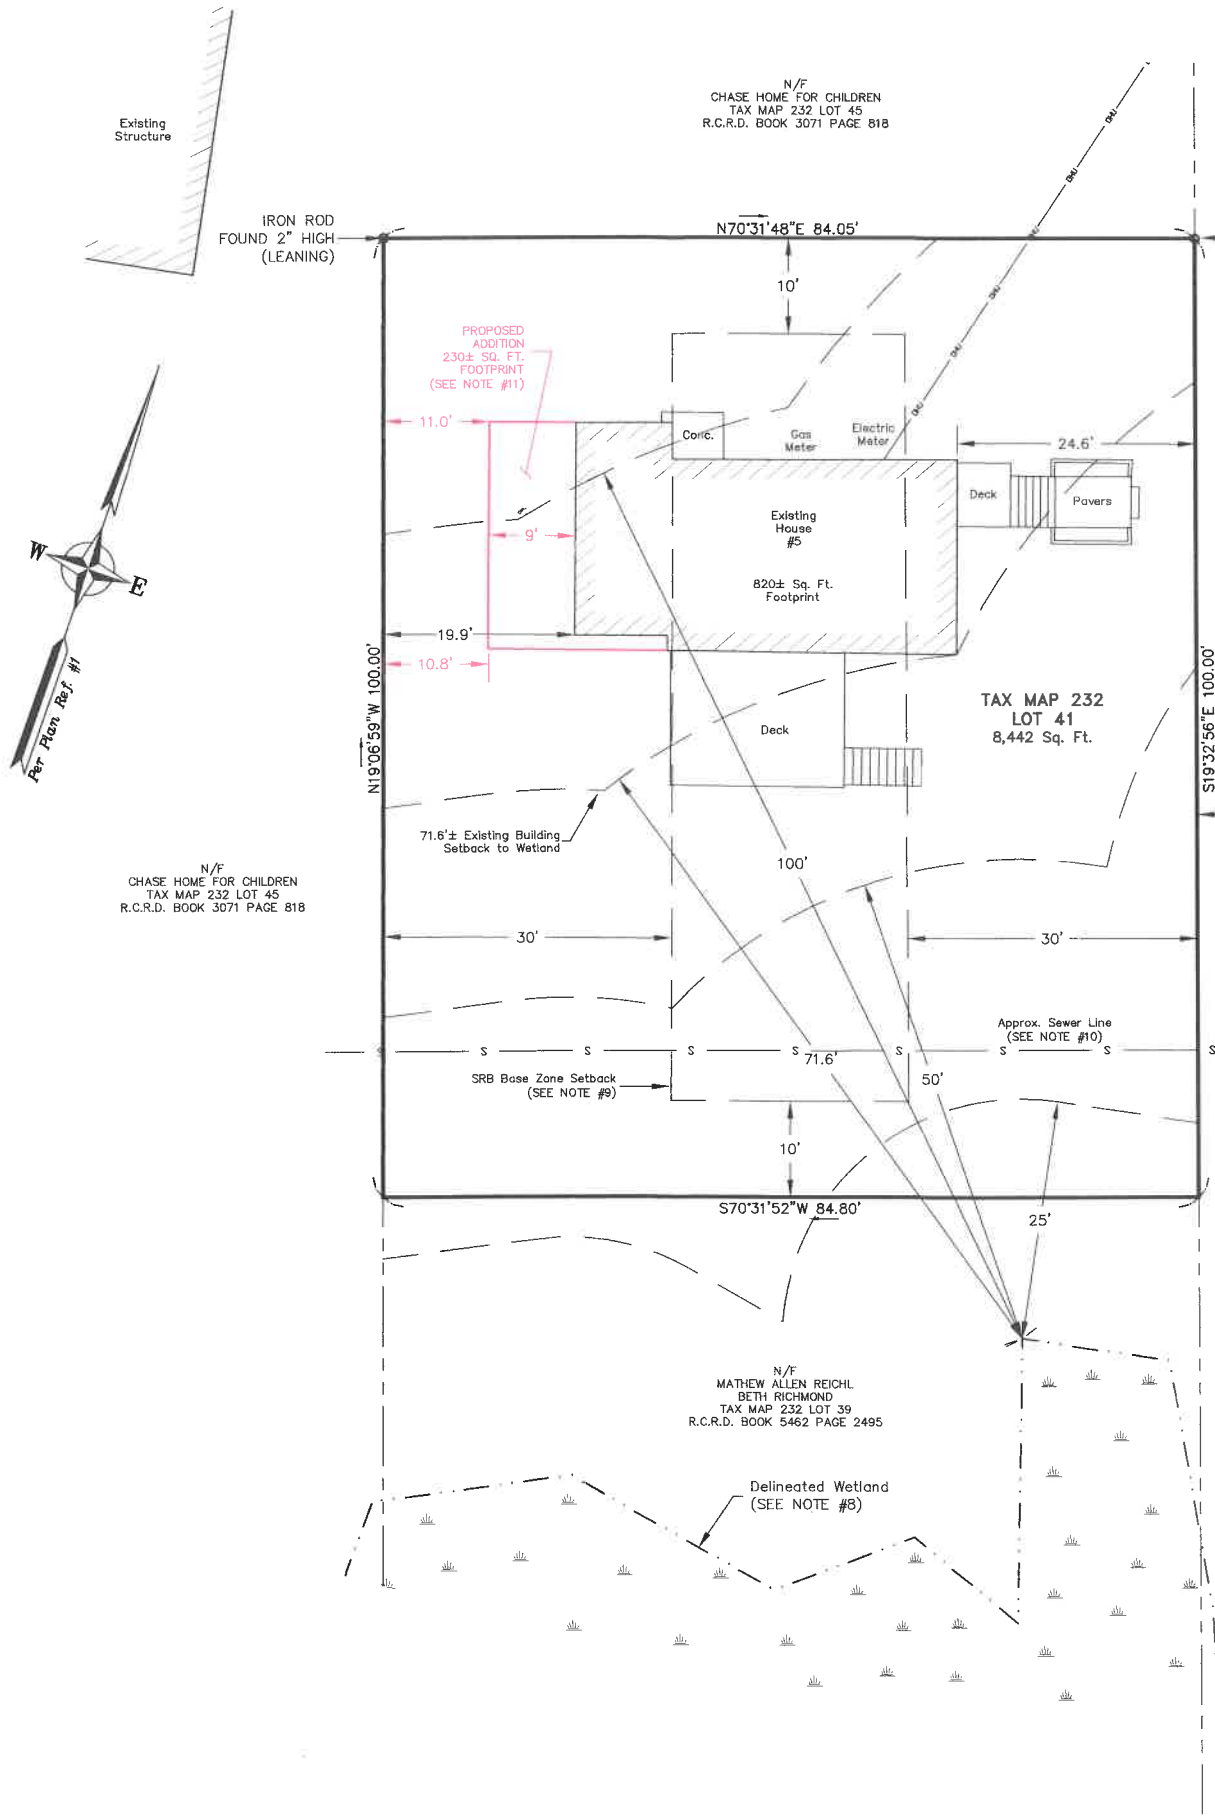 N/F
CHASE HOME FOR CHILDREN
TAX MAP 232 LOT 45
R.C.R.D. BOOK 3071 PAGE 818
Existing
Structure
OHU
OHU
IRON ROD
FOUND 2" HIGH
(LEANING)
N70°31'48"E 84.05'
OHU
10'
OHU
PROPOSED
ADDITION
230± SQ. FT.
FOOTPRINT
(SEE NOTE #11)
OHU
OHU
11.0'
Conc.
Gas
Meter
Electric
Meter
24.6'
Deck
Pavers
Existing
House
#5
9'
820± Sq. Ft.
Footprint
W
E
Per Plan Ref. #1
19.9'
10.8'
N19°06'59"W 100.00'
S19°32'56"E 100.00'
TAX MAP 232
LOT 41
8,442 Sq. Ft.
Deck
71.6'± Existing Building
Setback to Wetland
100'
N/F
CHASE HOME FOR CHILDREN
TAX MAP 232 LOT 45
R.C.R.D. BOOK 3071 PAGE 818
30'
30'
Approx. Sewer Line
(SEE NOTE #10)
S S S S S S S S S
71.6'
SRB Base Zone Setback
(SEE NOTE #9)
50'
10'
S70°31'52"W 84.80'
25'
N/F
MATHEW ALLEN REICHL
BETH RICHMOND
TAX MAP 232 LOT 39
R.C.R.D. BOOK 5462 PAGE 2495
Delineated Wetland
(SEE NOTE #8)